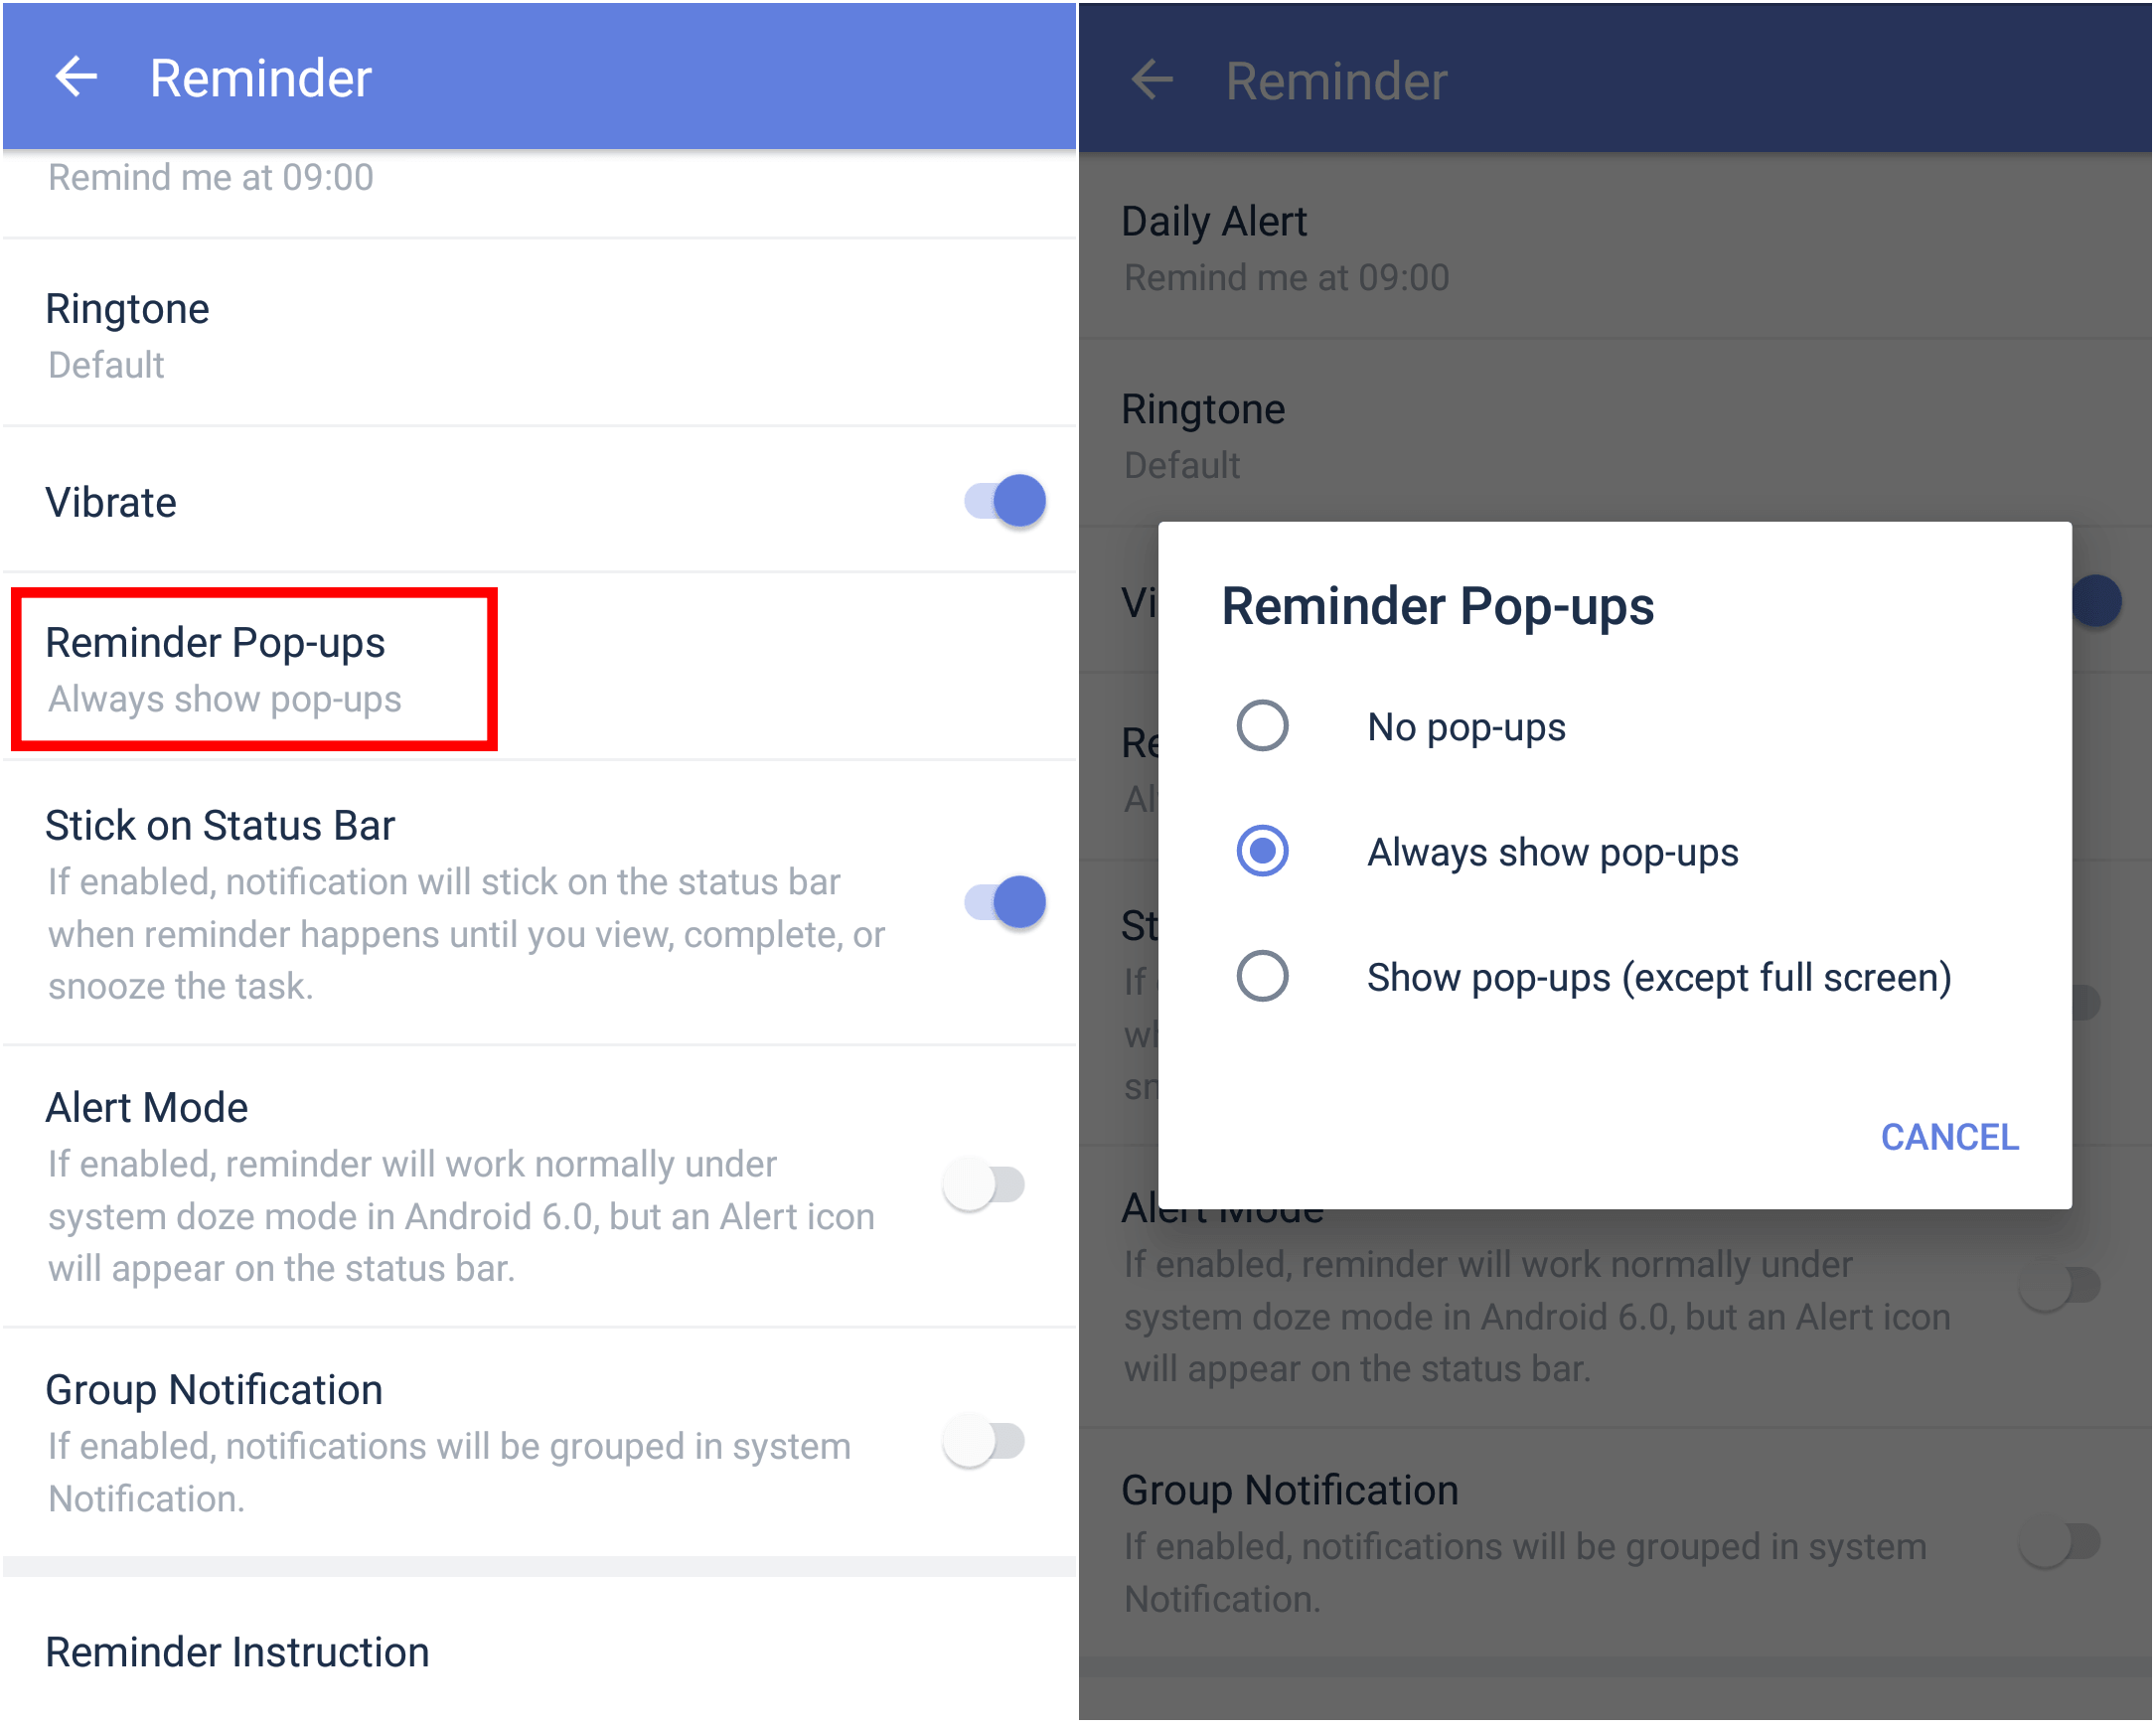 Reminder
Remind me at 09:00
Ringtone
Default
Vibrate
Reminder Pop-ups
Always show pop-ups
Stick on Status Bar
If enabled, notification will stick on the status bar
when reminder happens until you view, complete, or
snooze the task.
Alert Mode
If enabled, reminder will work normally under
system doze mode in Android 6.0, but an Alert icon
will appear on the status bar.
Group Notification
If enabled, notifications will be grouped in system
Notification.
Reminder Instruction
Reminder
Daily Alert
Remind me at 09:00
Ringtone
Default
Vi
Re
Al
St
If
wh
sn
Reminder Pop-ups
No pop-ups
Always show pop-ups
Show pop-ups (except full screen)
CANCEL
Alert Mode
If enabled, reminder will work normally under
system doze mode in Android 6.0, but an Alert icon
will appear on the status bar.
Group Notification
If enabled, notifications will be grouped in system
Notification.